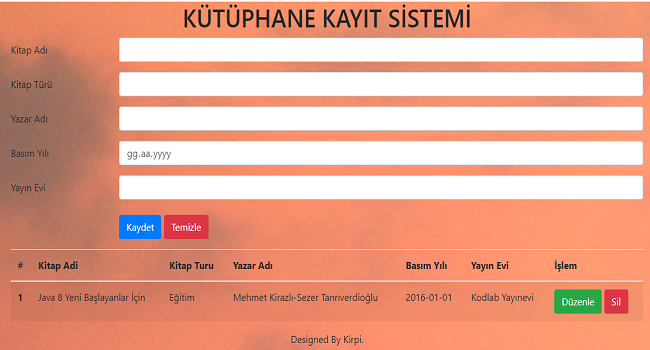 KÜTÜPHANE KAYIT SİSTEMİ
Kitap Adı
Kitap Türü
Yazar Adı
Basım Yılı gg.aa.yyyy
Yayın Evi
Kaydet Temizle
# Kitap Adi Kitap Turu Yazar Adı Basım Yılı Yayın Evi İşlem
1 Java 8 Yeni Başlayanlar İçin Eğitim Mehmet Kirazlı-Sezer Tanrıverdioğlu 2016-01-01 Kodlab Yayınevi Düzenle Sil
Designed By Kirpi.